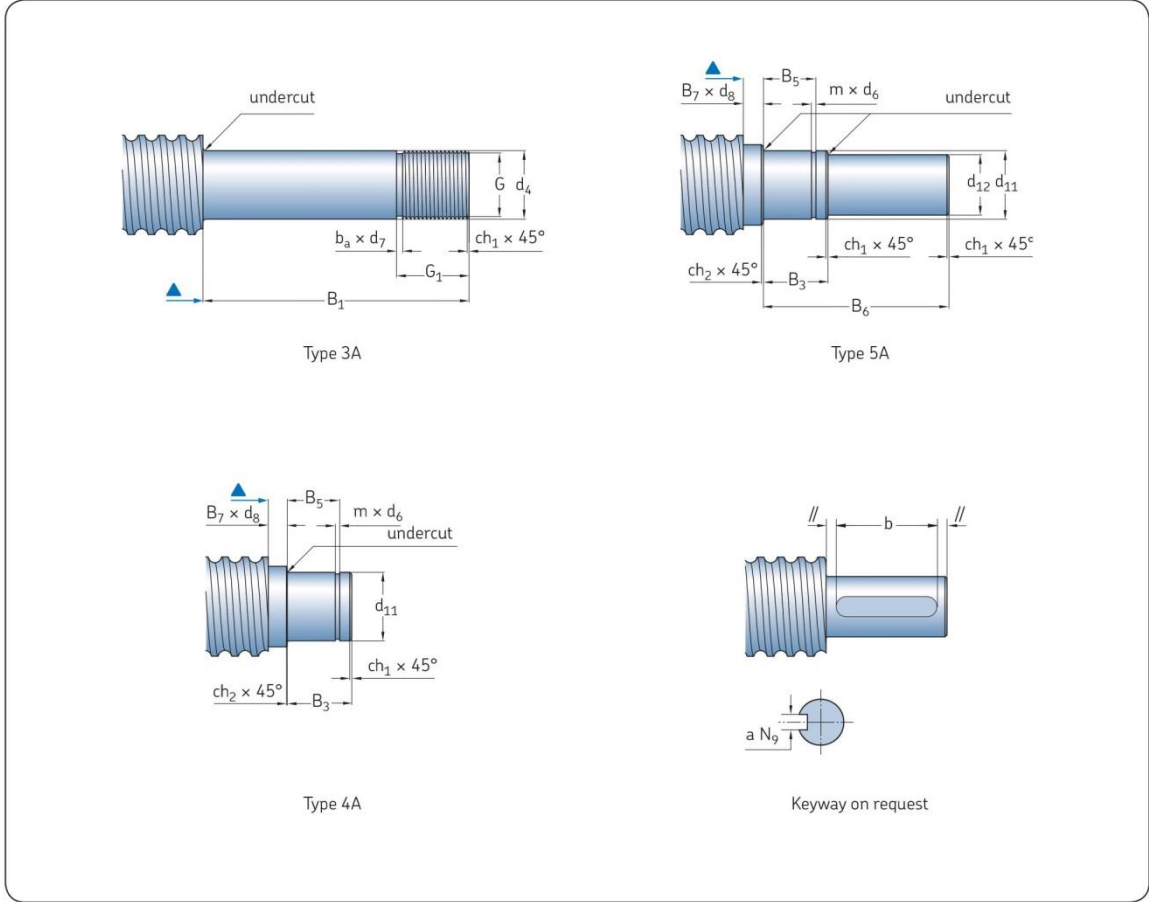 undercut
G d₄
bₐ × d₇
ch₁ × 45°
G₁
B₁
Type 3A
B₅
B₇ × d₈
m × d₆
undercut
d₁₂ d₁₁
ch₁ × 45°
ch₁ × 45°
ch₂ × 45°
B₃
B₆
Type 5A
B₅
B₇ × d₈
m × d₆
undercut
d₁₁
ch₁ × 45°
ch₂ × 45°
B₃
Type 4A
// b //
a N₉
Keyway on request